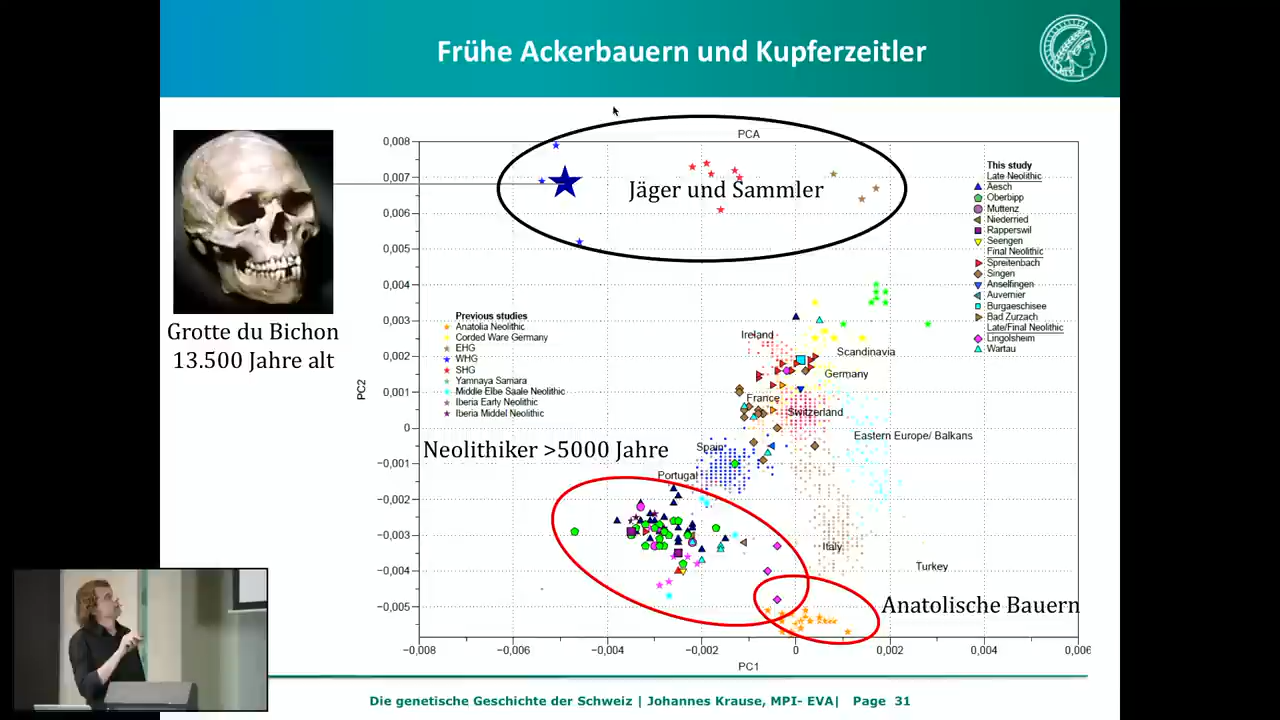 Frühe Ackerbauern und Kupferzeitler
PCA
0,008
0,007
0,006
0,005
0,004
0,003
0,002
0,001
0
−0,001
−0,002
−0,003
−0,004
−0,005
PC2
−0,008
−0,006
−0,004
−0,002
0
0,002
0,004
0,006
PC1
Jäger und Sammler
Grotte du Bichon
13.500 Jahre alt
This study
Late Neolithic
Aesch
Oberbipp
Muttenz
Niederried
Rapperswil
Seengen
Final Neolithic
Spreitenbach
Singen
Anselfingen
Auvernier
Burgaeschisee
Bad Zurzach
Late/Final Neolithic
Lingolsheim
Wartau
Previous studies
Anatolia Neolithic
Corded Ware Germany
EHG
WHG
SHG
Yamnaya Samara
Middle Elbe Saale Neolithic
Iberia Early Neolithic
Iberia Middel Neolithic
Ireland
Scandinavia
Germany
France
Switzerland
Eastern Europe/ Balkans
Spain
Portugal
Italy
Turkey
Neolithiker >5000 Jahre
Anatolische Bauern
Die genetische Geschichte der Schweiz | Johannes Krause, MPI- EVA| Page 31